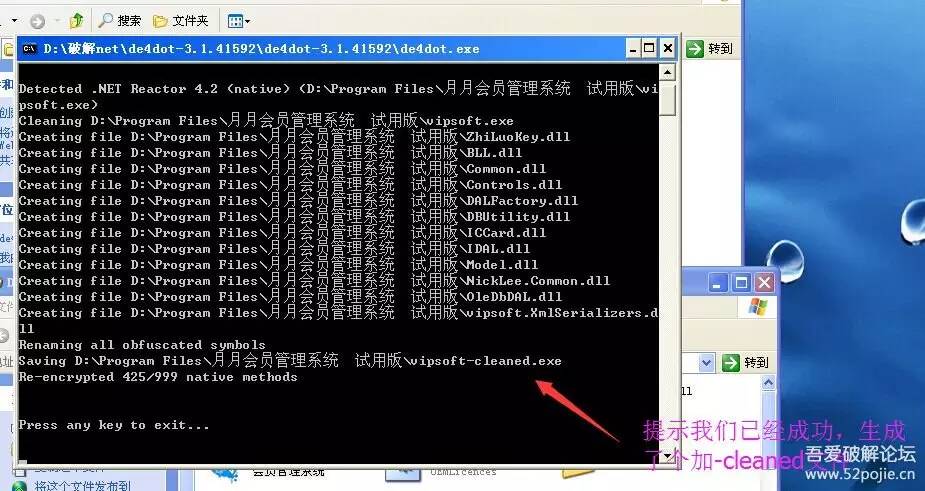 搜索 文件夹
D:\破解net\de4dot-3.1.41592\de4dot-3.1.41592\de4dot.exe
转到
Detected .NET Reactor 4.2 (native) (D:\Program Files\月月会员管理系统 试用版\vi
psoft.exe)
Cleaning D:\Program Files\月月会员管理系统 试用版\vipsoft.exe
Creating file D:\Program Files\月月会员管理系统 试用版\ZhiLuoKey.dll
Creating file D:\Program Files\月月会员管理系统 试用版\BLL.dll
Creating file D:\Program Files\月月会员管理系统 试用版\Common.dll
Creating file D:\Program Files\月月会员管理系统 试用版\Controls.dll
Creating file D:\Program Files\月月会员管理系统 试用版\DALFactory.dll
Creating file D:\Program Files\月月会员管理系统 试用版\DBUtility.dll
Creating file D:\Program Files\月月会员管理系统 试用版\ICCard.dll
Creating file D:\Program Files\月月会员管理系统 试用版\IDAL.dll
Creating file D:\Program Files\月月会员管理系统 试用版\Model.dll
Creating file D:\Program Files\月月会员管理系统 试用版\NickLee.Common.dll
Creating file D:\Program Files\月月会员管理系统 试用版\OleDbDAL.dll
Creating file D:\Program Files\月月会员管理系统 试用版\vipsoft.XmlSerializers.d
ll
Renaming all obfuscated symbols
Saving D:\Program Files\月月会员管理系统 试用版\vipsoft-cleaned.exe
Re-encrypted 425/999 native methods
Press any key to exit...
转到
提示我们已经成功，生成
了个加-cleaned文件
吾爱破解论坛
www.52pojie.cn
会员管理系统
OEMLicences
将这个文件发布到